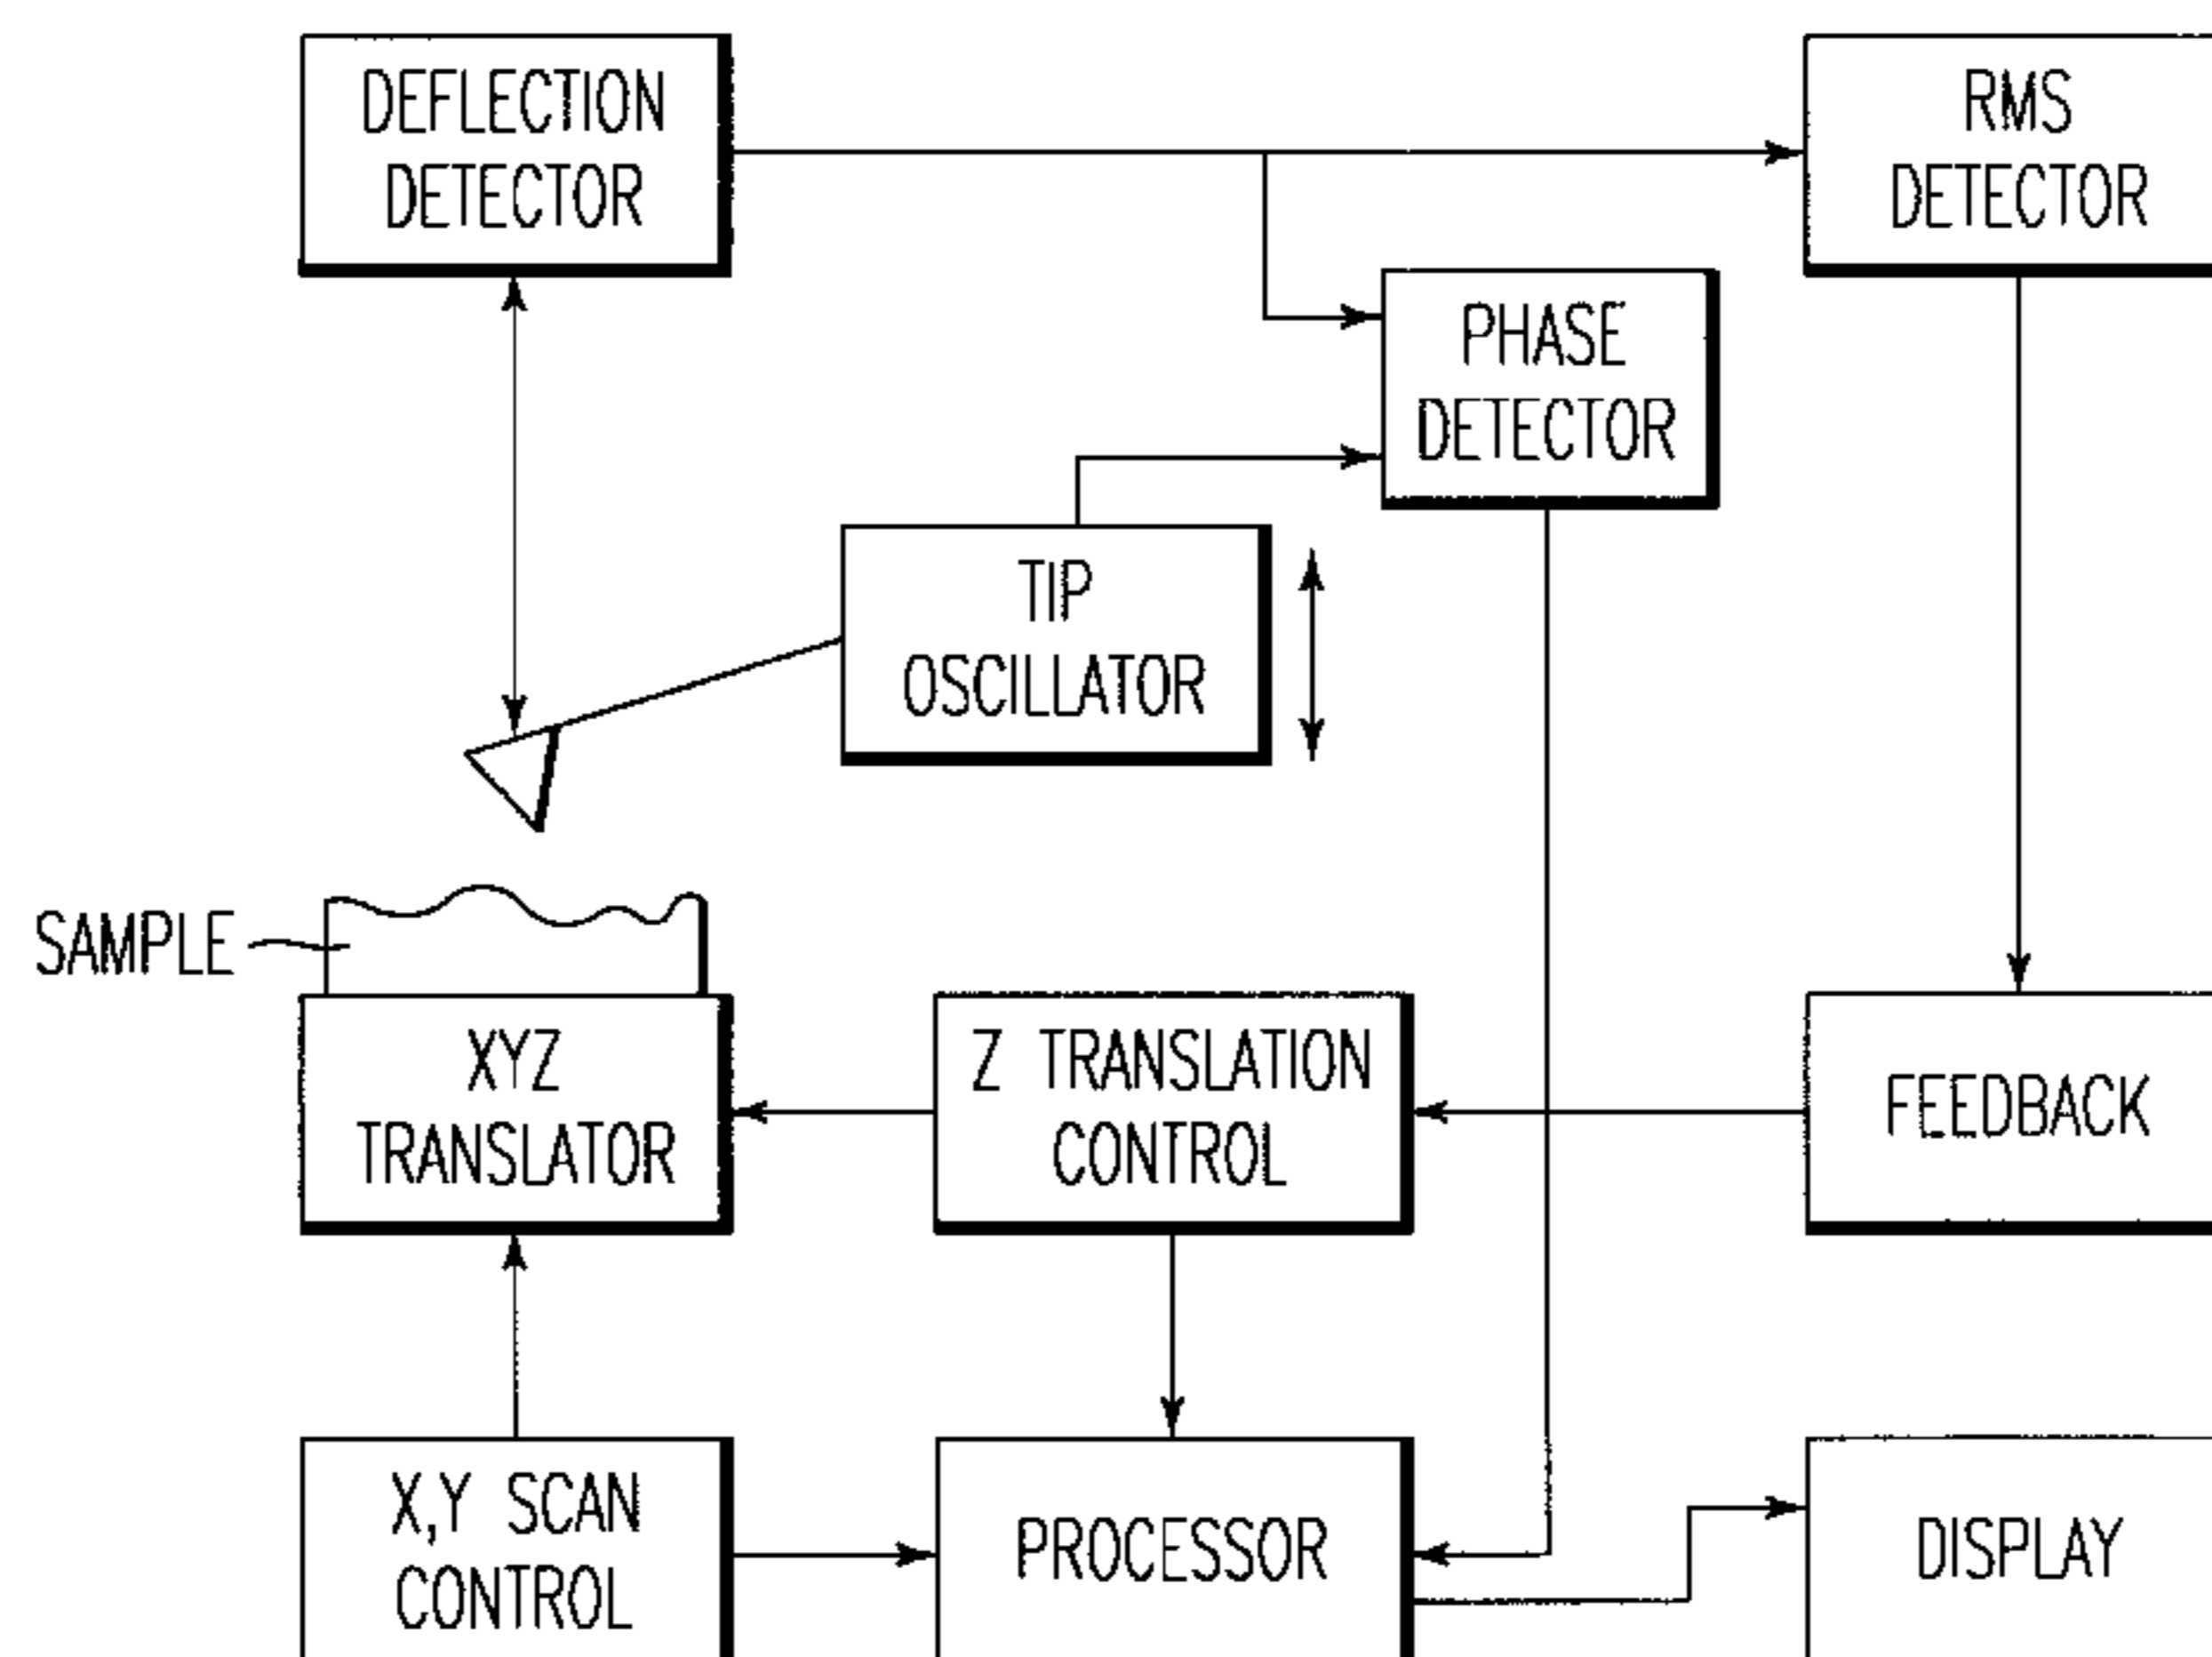 DEFLECTION
DETECTOR
RMS
DETECTOR
PHASE
DETECTOR
TIP
OSCILLATOR
SAMPLE
XYZ
TRANSLATOR
Z TRANSLATION
CONTROL
FEEDBACK
X,Y SCAN
CONTROL
PROCESSOR
DISPLAY